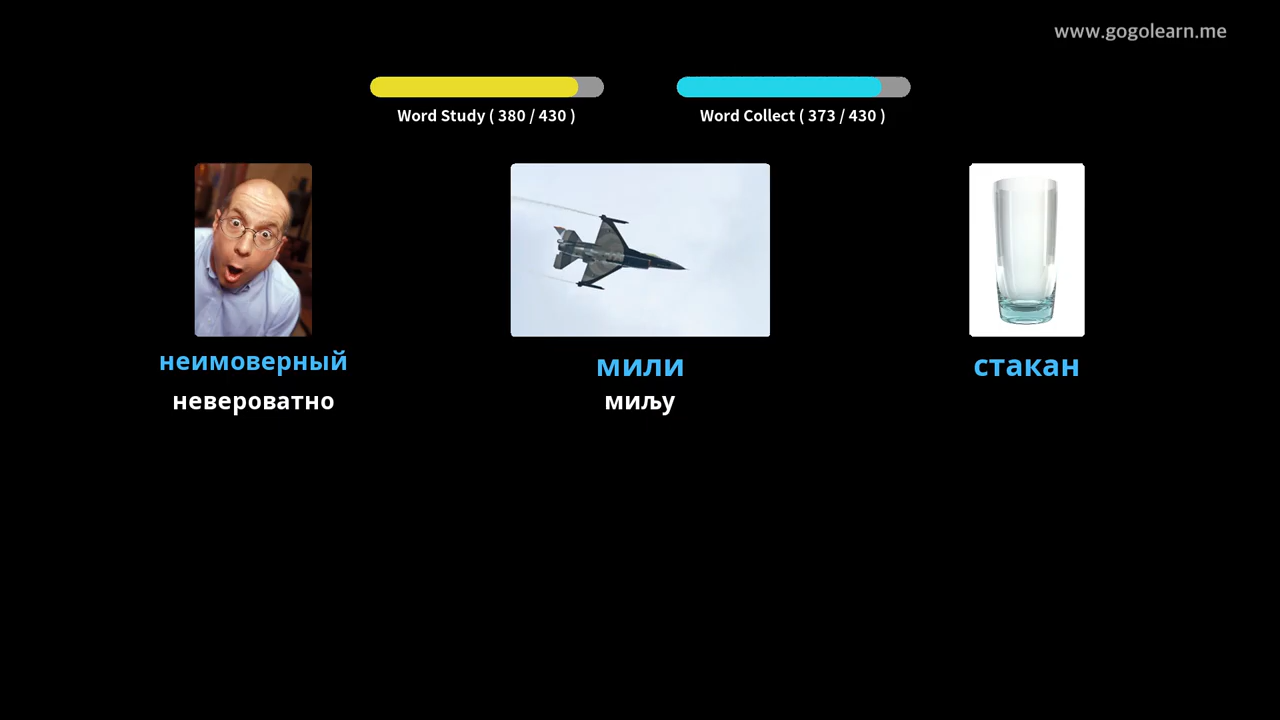 www.gogolearn.me
Word Study ( 380 / 430 )
Word Collect ( 373 / 430 )
неимоверный
невероватно
мили
миљу
стакан